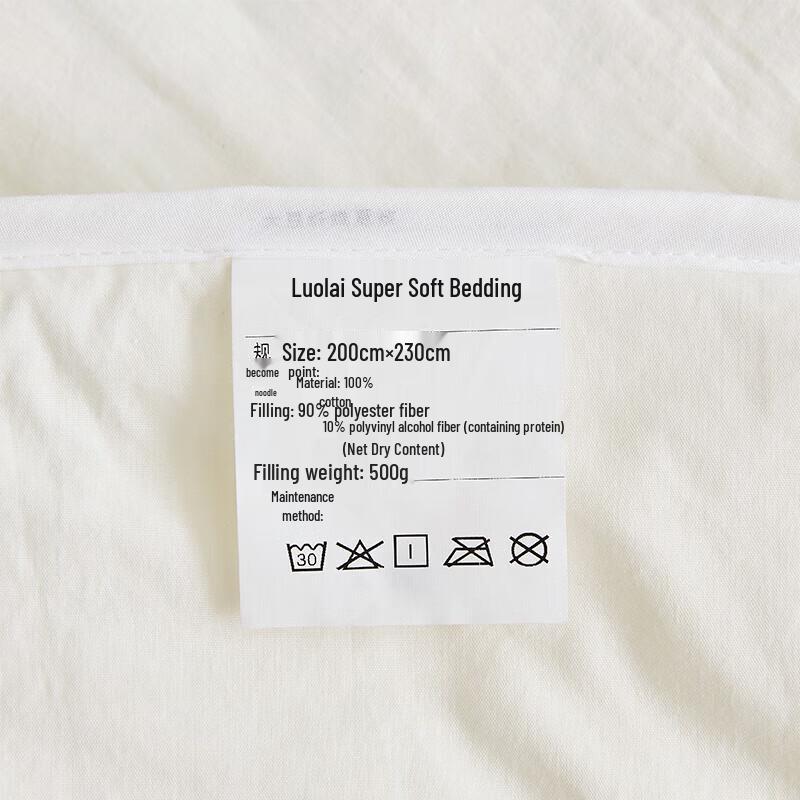 Luolai Super Soft Bedding
规 Size: 200cm×230cm
become point:
Material: 100%
noodle
cotton
Filling: 90% polyester fiber
10% polyvinyl alcohol fiber (containing protein)
(Net Dry Content)
Filling weight: 500g
Maintenance
method:
30